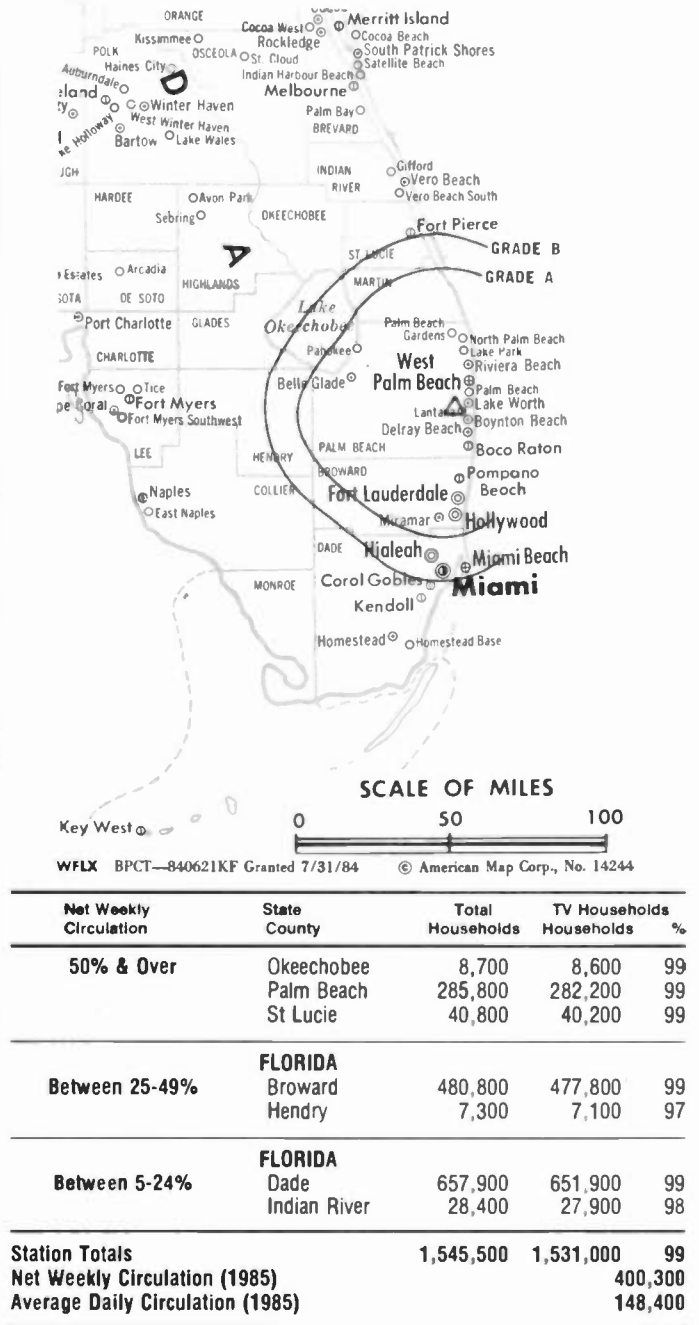 ORANGE
Merritt Island
Cocoa West
Cocoa Beach
Kissimmee
Rockledge
POLK
OSCEOLA
St. Cloud
South Patrick Shores
Haines City
Satellite Beach
Auburndale
Indian Harbour Beach
D
Melbourne
eland
Winter Haven
Palm Bay
West Winter Haven
ke Holloway
BREVARD
Bartow
Lake Wales
INDIAN
RIVER
Gifford
Vero Beach
Vero Beach South
HARDEE
Avon Park
Sebring
OKEECHOBEE
Fort Pierce
A
ST LUCIE
GRADE B
Estates
Arcadia
MARTIN
GRADE A
SOTA
DE SOTO
HIGHLANDS
Lake
Okeechobee
Port Charlotte
GLADES
Palm Beach
Gardens
North Palm Beach
CHARLOTTE
Pahokee
Lake Park
West
Palm Beach
Riviera Beach
Fort Myers
Tice
Belle Glade
Palm Beach
pe Coral
Fort Myers
Lantana
Lake Worth
Fort Myers Southwest
Boynton Beach
Delray Beach
LEE
HENDRY
PALM BEACH
Boco Raton
BROWARD
Pompano
Beoch
Naples
COLLIER
Fort Lauderdale
East Naples
Miramar
Hollywood
DADE
Hialeah
Miami Beach
MONROE
Corol Gobles
Miami
Kendoll
Homestead
Homestead Base
SCALE OF MILES
0 50 100
Key West
WFLX BPCT—840621KF Granted 7/31/84 © American Map Corp., No. 14244
Net Weekly State Total TV Households
Circulation County Households Households %
50% & Over Okeechobee 8,700 8,600 99
Palm Beach 285,800 282,200 99
St Lucie 40,800 40,200 99
FLORIDA
Between 25-49% Broward 480,800 477,800 99
Hendry 7,300 7,100 97
FLORIDA
Between 5-24% Dade 657,900 651,900 99
Indian River 28,400 27,900 98
Station Totals 1,545,500 1,531,000 99
Net Weekly Circulation (1985) 400,300
Average Daily Circulation (1985) 148,400